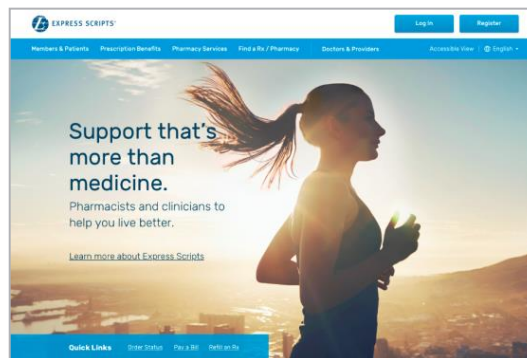 EXPRESS SCRIPTS®
Log In
Register
Members & Patients
Prescription Benefits
Pharmacy Services
Find a Rx / Pharmacy
Doctors & Providers
Accessible View
English
Support that's
more than
medicine.
Pharmacists and clinicians to
help you live better.
Learn more about Express Scripts
Quick Links
Order Status
Pay a Bill
Refill an Rx